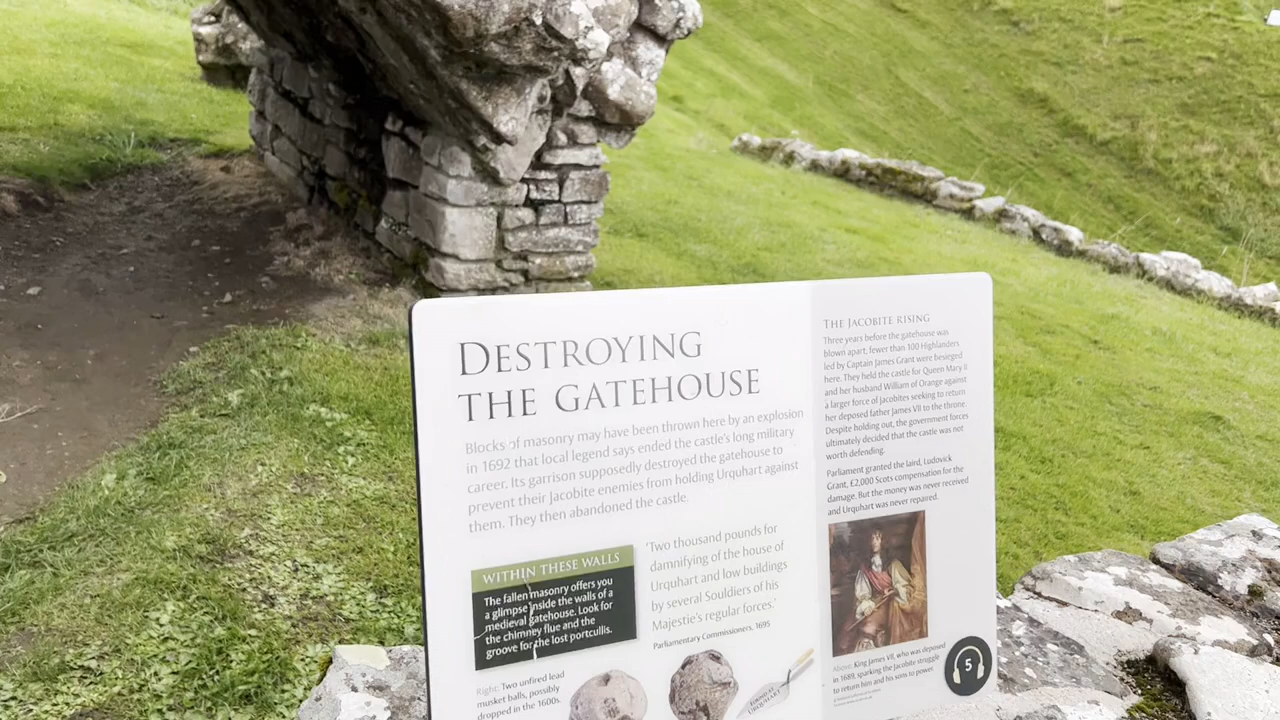 DESTROYING
THE GATEHOUSE
Blocks of masonry may have been thrown here by an explosion
in 1692 that local legend says ended the castle's long military
career. Its garrison supposedly destroyed the gatehouse to
prevent their Jacobite enemies from holding Urquhart against
them. They then abandoned the castle.
WITHIN THESE WALLS
The fallen masonry offers you
a glimpse inside the walls of a
medieval gatehouse. Look for
the chimney flue and the
groove for the lost portcullis.
'Two thousand pounds for
damnifying of the house of
Urquhart and low buildings
by several Souldiers of his
Majestie's regular forces.'
Parliamentary Commissioners, 1695
Right: Two unfired lead
musket balls, possibly
dropped in the 1600s.
URQUHART
THE JACOBITE RISING
Three years before the gatehouse was
blown apart, fewer than 100 Highlanders
led by Captain James Grant were besieged
here. They held the castle for Queen Mary II
and her husband William of Orange against
a larger force of Jacobites seeking to return
her deposed father James VII to the throne.
Despite holding out, the government forces
ultimately decided that the castle was not
worth defending.
Parliament granted the laird, Ludovick
Grant, £2,000 Scots compensation for the
damage. But the money was never received
and Urquhart was never repaired.
Above: King James VII, who was deposed
in 1689, sparking the Jacobite struggle
to return him and his sons to power.
5